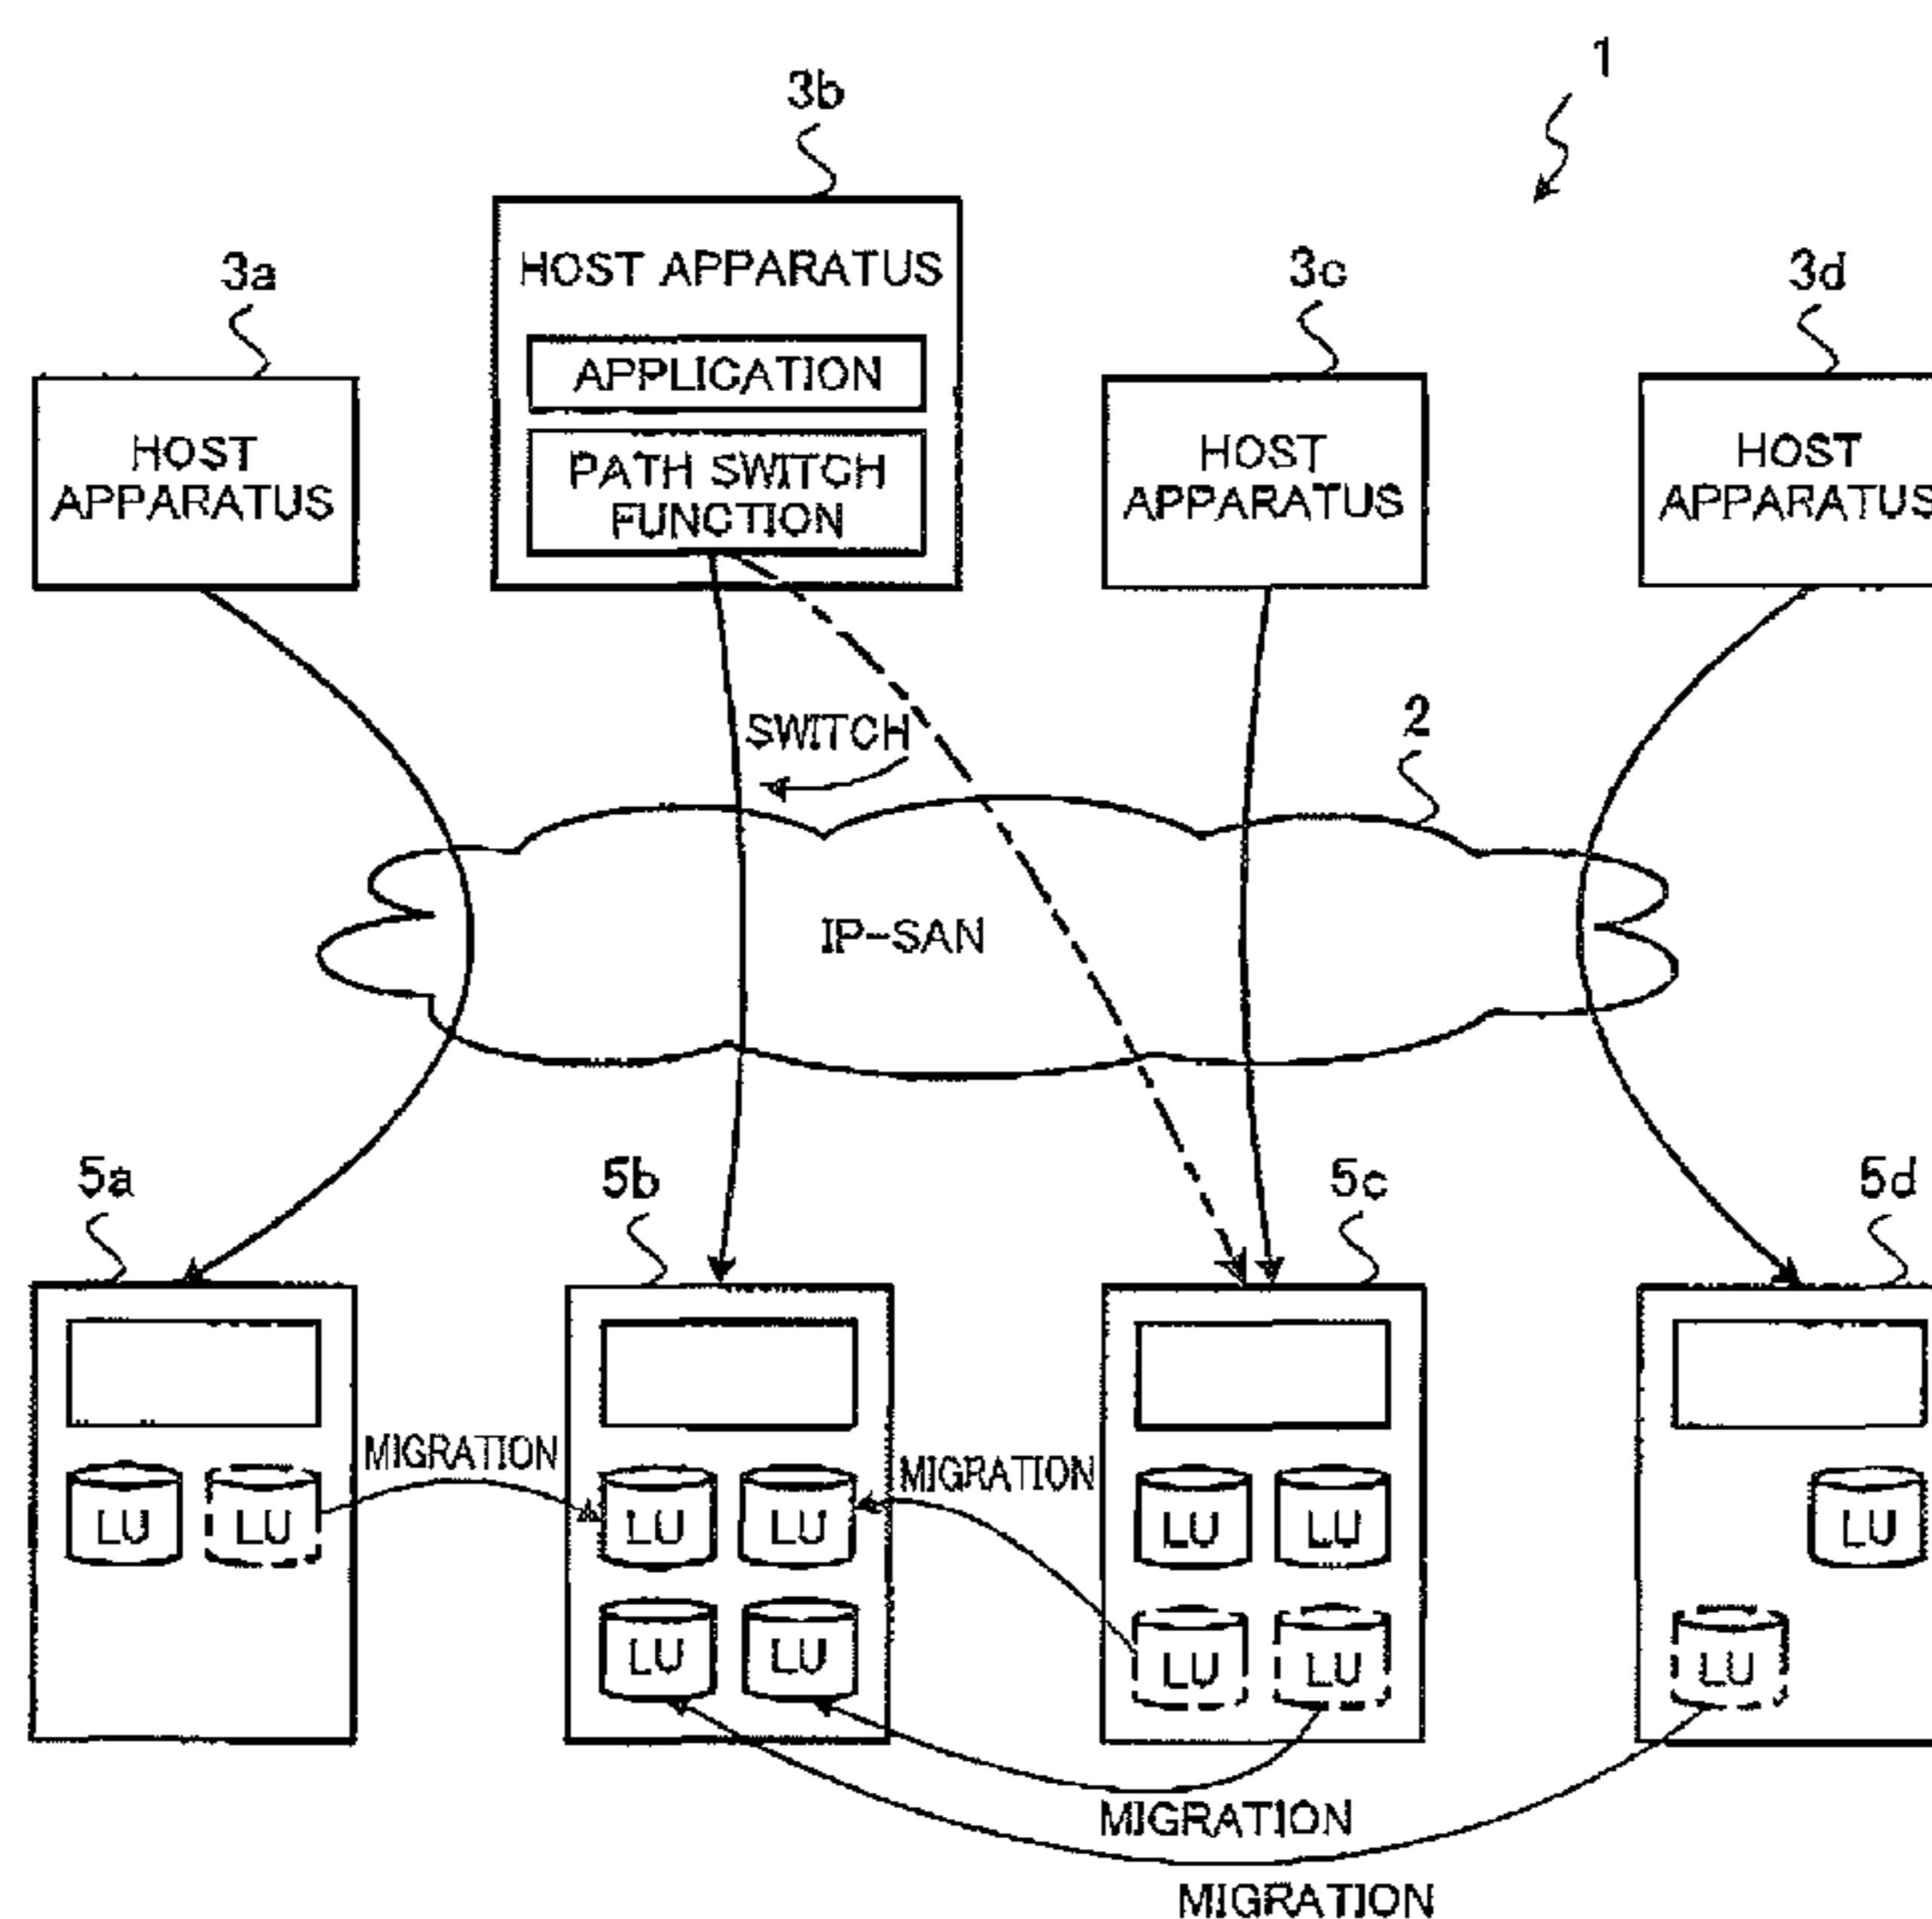 1
3b
HOST APPARATUS
3a
3c
3d
APPLICATION
HOST
APPARATUS
PATH SWITCH
FUNCTION
HOST
APPARATUS
HOST
APPARATUS
SWITCH
2
IP-SAN
5a
5b
5c
5d
MIGRATION
MIGRATION
LU
LU
LU
LU
LU
LU
LU
LU
LU
LU
LU
LU
MIGRATION
MIGRATION